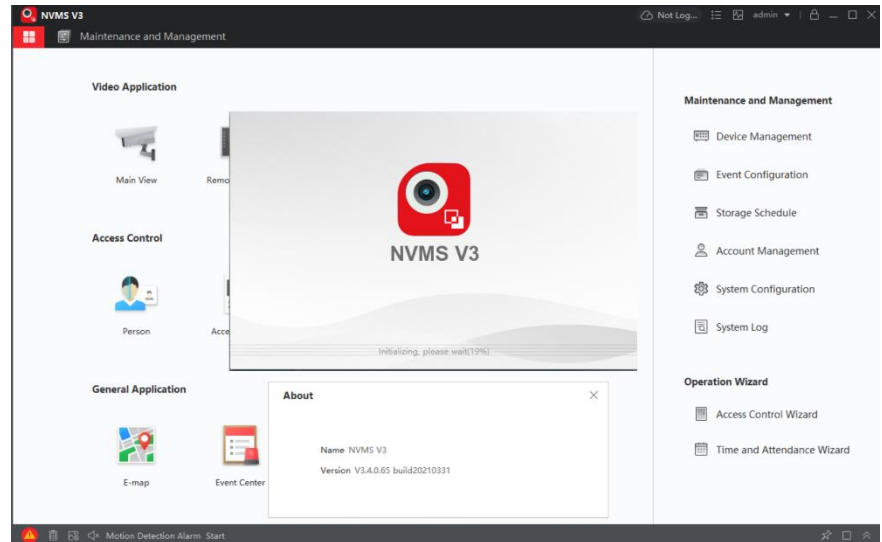 NVMS V3
Not Log...
admin
Maintenance and Management
Video Application
Main View
Remo
Access Control
Person
Acce
General Application
E-map
Event Center
NVMS V3
Initializing, please wait(19%)
About
Name NVMS V3
Version V3.4.0.65 build20210331
Maintenance and Management
Device Management
Event Configuration
Storage Schedule
Account Management
System Configuration
System Log
Operation Wizard
Access Control Wizard
Time and Attendance Wizard
Motion Detection Alarm Start